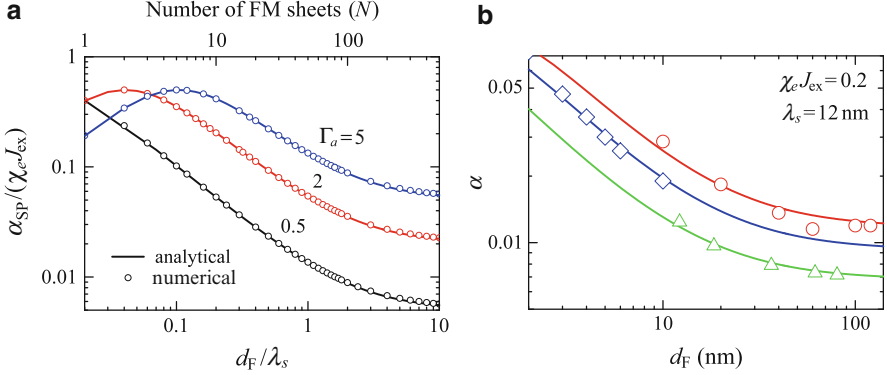 a
Number of FM sheets (N)
1 10 100
1
0.1
0.01
α_SP/(χ_e J_ex)
Γ_a = 5
2
0.5
analytical
numerical
0.1 1 10
d_F/λ_s
b
χ_e J_ex = 0.2
λ_s = 12 nm
0.05
0.01
α
10 100
d_F (nm)